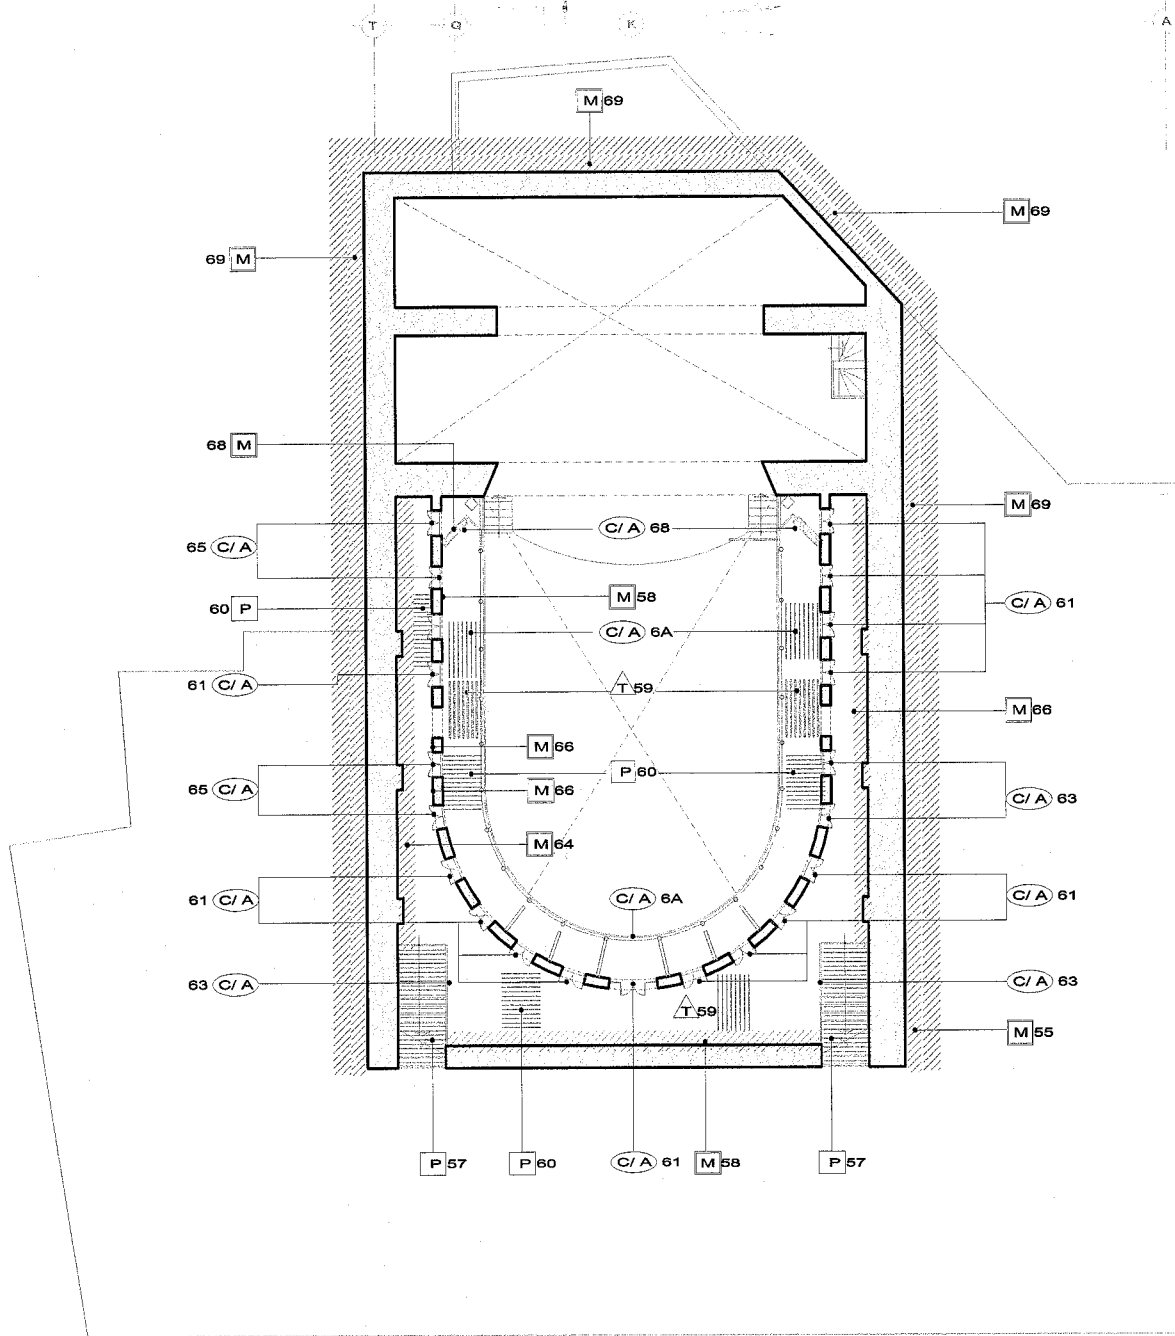 T Q K A
M 69
M 69
69 M
68 M
M 69
C/ A 68
65 C/ A
M 58
60 P
C/ A 61
C/ A 6A
61 C/ A
T 59
M 66
M 66
P 60
65 C/ A
M 66
C/ A 63
M 64
61 C/ A
C/ A 6A
C/ A 61
63 C/ A
C/ A 63
T 59
M 55
P 57
P 60
C/ A 61
M 58
P 57